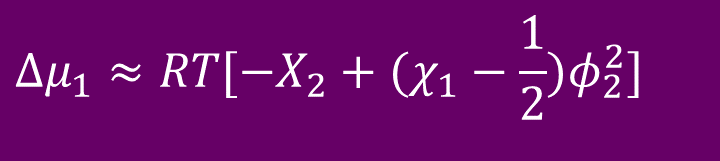 Δμ₁ ≈ RT[−X₂ + (χ₁ − 1/2)ϕ₂²]